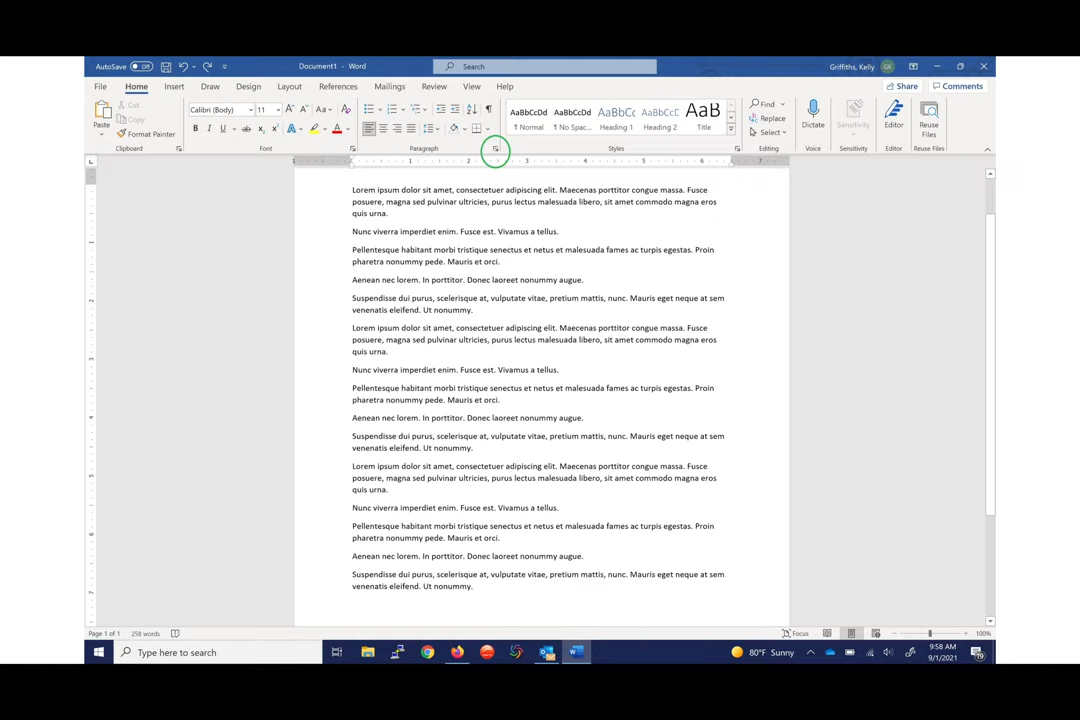 AutoSave Off Document1 - Word Search Griffiths, Kelly GK
File Home Insert Draw Design Layout References Mailings Review View Help Share Comments
Paste Cut Copy Format Painter Clipboard
Calibri (Body) 11 Font
Paragraph
AaBbCcDd AaBbCcDd AaBbCc AaBbCcD AaB
¶ Normal ¶ No Spac... Heading 1 Heading 2 Title
Styles
Find Replace Select Editing
Dictate Voice
Sensitivity Sensitivity
Editor Editor
Reuse Files Reuse Files
Lorem ipsum dolor sit amet, consectetuer adipiscing elit. Maecenas porttitor congue massa. Fusce
posuere, magna sed pulvinar ultricies, purus lectus malesuada libero, sit amet commodo magna eros
quis urna.
Nunc viverra imperdiet enim. Fusce est. Vivamus a tellus.
Pellentesque habitant morbi tristique senectus et netus et malesuada fames ac turpis egestas. Proin
pharetra nonummy pede. Mauris et orci.
Aenean nec lorem. In porttitor. Donec laoreet nonummy augue.
Suspendisse dui purus, scelerisque at, vulputate vitae, pretium mattis, nunc. Mauris eget neque at sem
venenatis eleifend. Ut nonummy.
Lorem ipsum dolor sit amet, consectetuer adipiscing elit. Maecenas porttitor congue massa. Fusce
posuere, magna sed pulvinar ultricies, purus lectus malesuada libero, sit amet commodo magna eros
quis urna.
Nunc viverra imperdiet enim. Fusce est. Vivamus a tellus.
Pellentesque habitant morbi tristique senectus et netus et malesuada fames ac turpis egestas. Proin
pharetra nonummy pede. Mauris et orci.
Aenean nec lorem. In porttitor. Donec laoreet nonummy augue.
Suspendisse dui purus, scelerisque at, vulputate vitae, pretium mattis, nunc. Mauris eget neque at sem
venenatis eleifend. Ut nonummy.
Lorem ipsum dolor sit amet, consectetuer adipiscing elit. Maecenas porttitor congue massa. Fusce
posuere, magna sed pulvinar ultricies, purus lectus malesuada libero, sit amet commodo magna eros
quis urna.
Nunc viverra imperdiet enim. Fusce est. Vivamus a tellus.
Pellentesque habitant morbi tristique senectus et netus et malesuada fames ac turpis egestas. Proin
pharetra nonummy pede. Mauris et orci.
Aenean nec lorem. In porttitor. Donec laoreet nonummy augue.
Suspendisse dui purus, scelerisque at, vulputate vitae, pretium mattis, nunc. Mauris eget neque at sem
venenatis eleifend. Ut nonummy.
Page 1 of 1 258 words Focus 100%
Type here to search 80°F Sunny 9:58 AM
9/1/2021 19